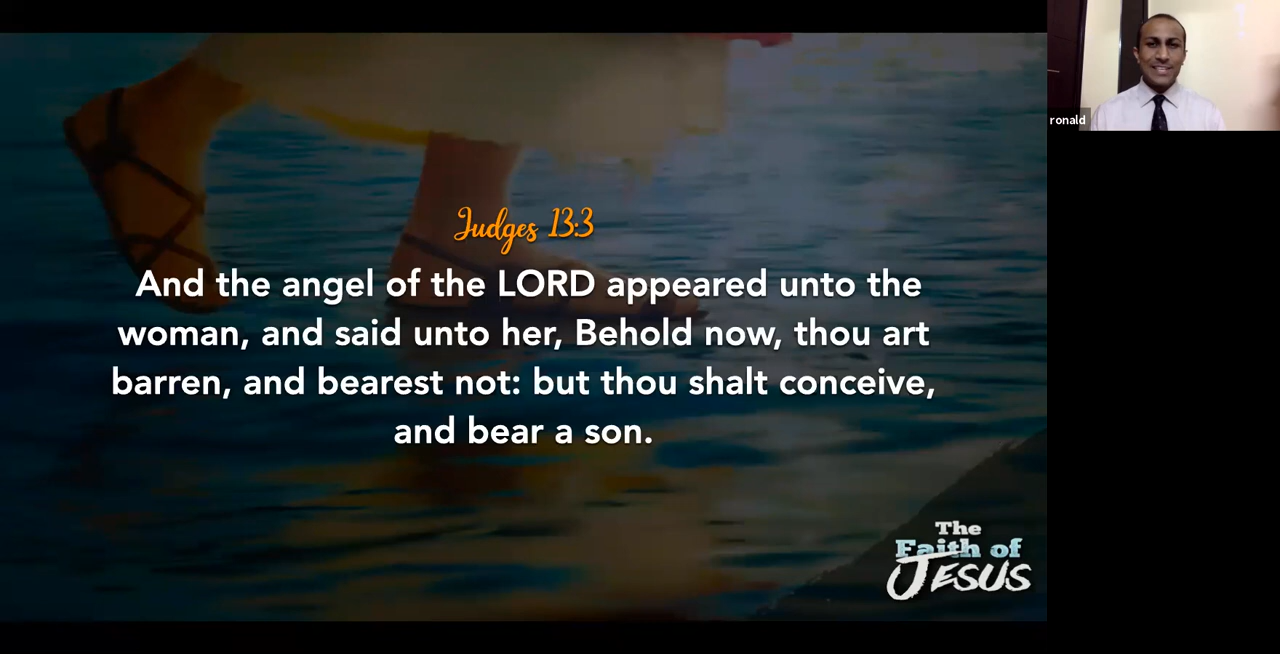 ronald
Judges 13:3
And the angel of the LORD appeared unto the
woman, and said unto her, Behold now, thou art
barren, and bearest not: but thou shalt conceive,
and bear a son.
The
Faith of
JESUS